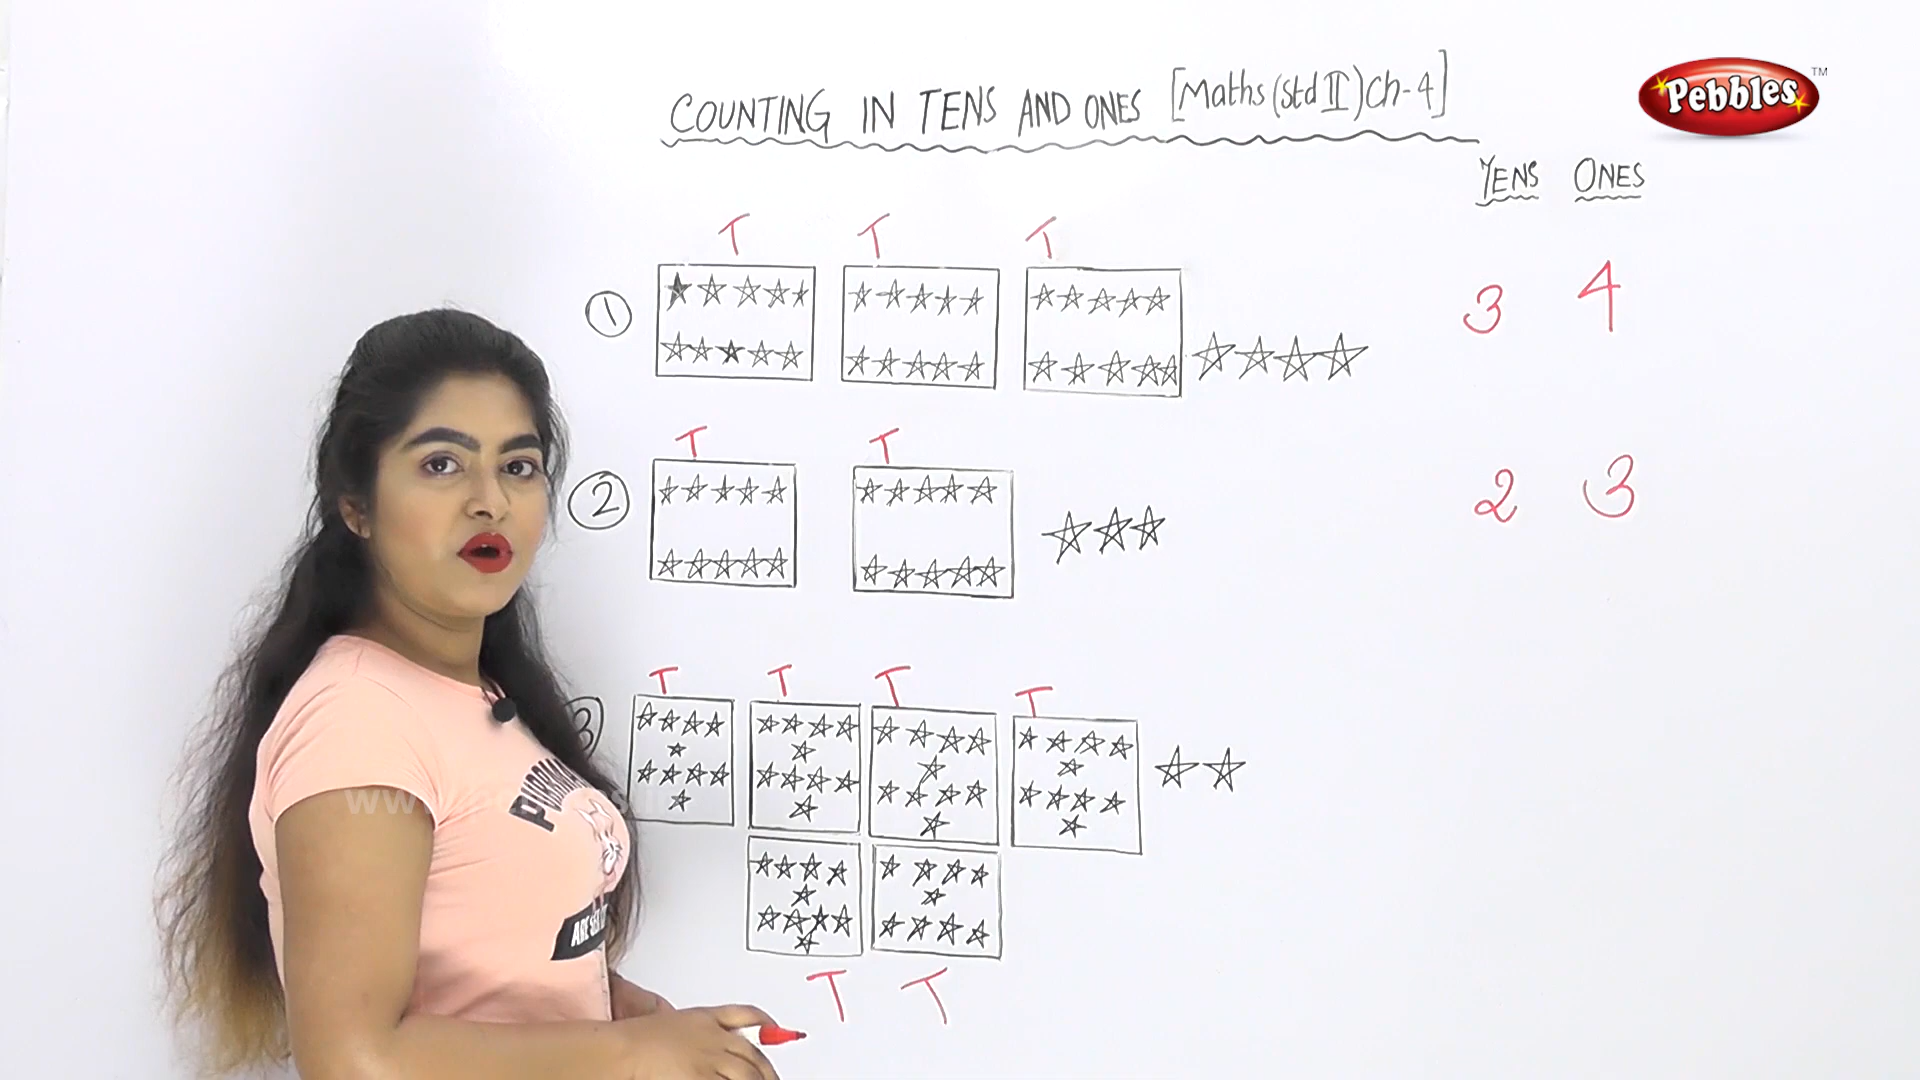 COUNTING IN TENS AND ONES [Maths (Std II) Ch-4]
Pebbles TM
TENS ONES
T T T
1 3 4
T T
2 2 3
T T T T
3
T T